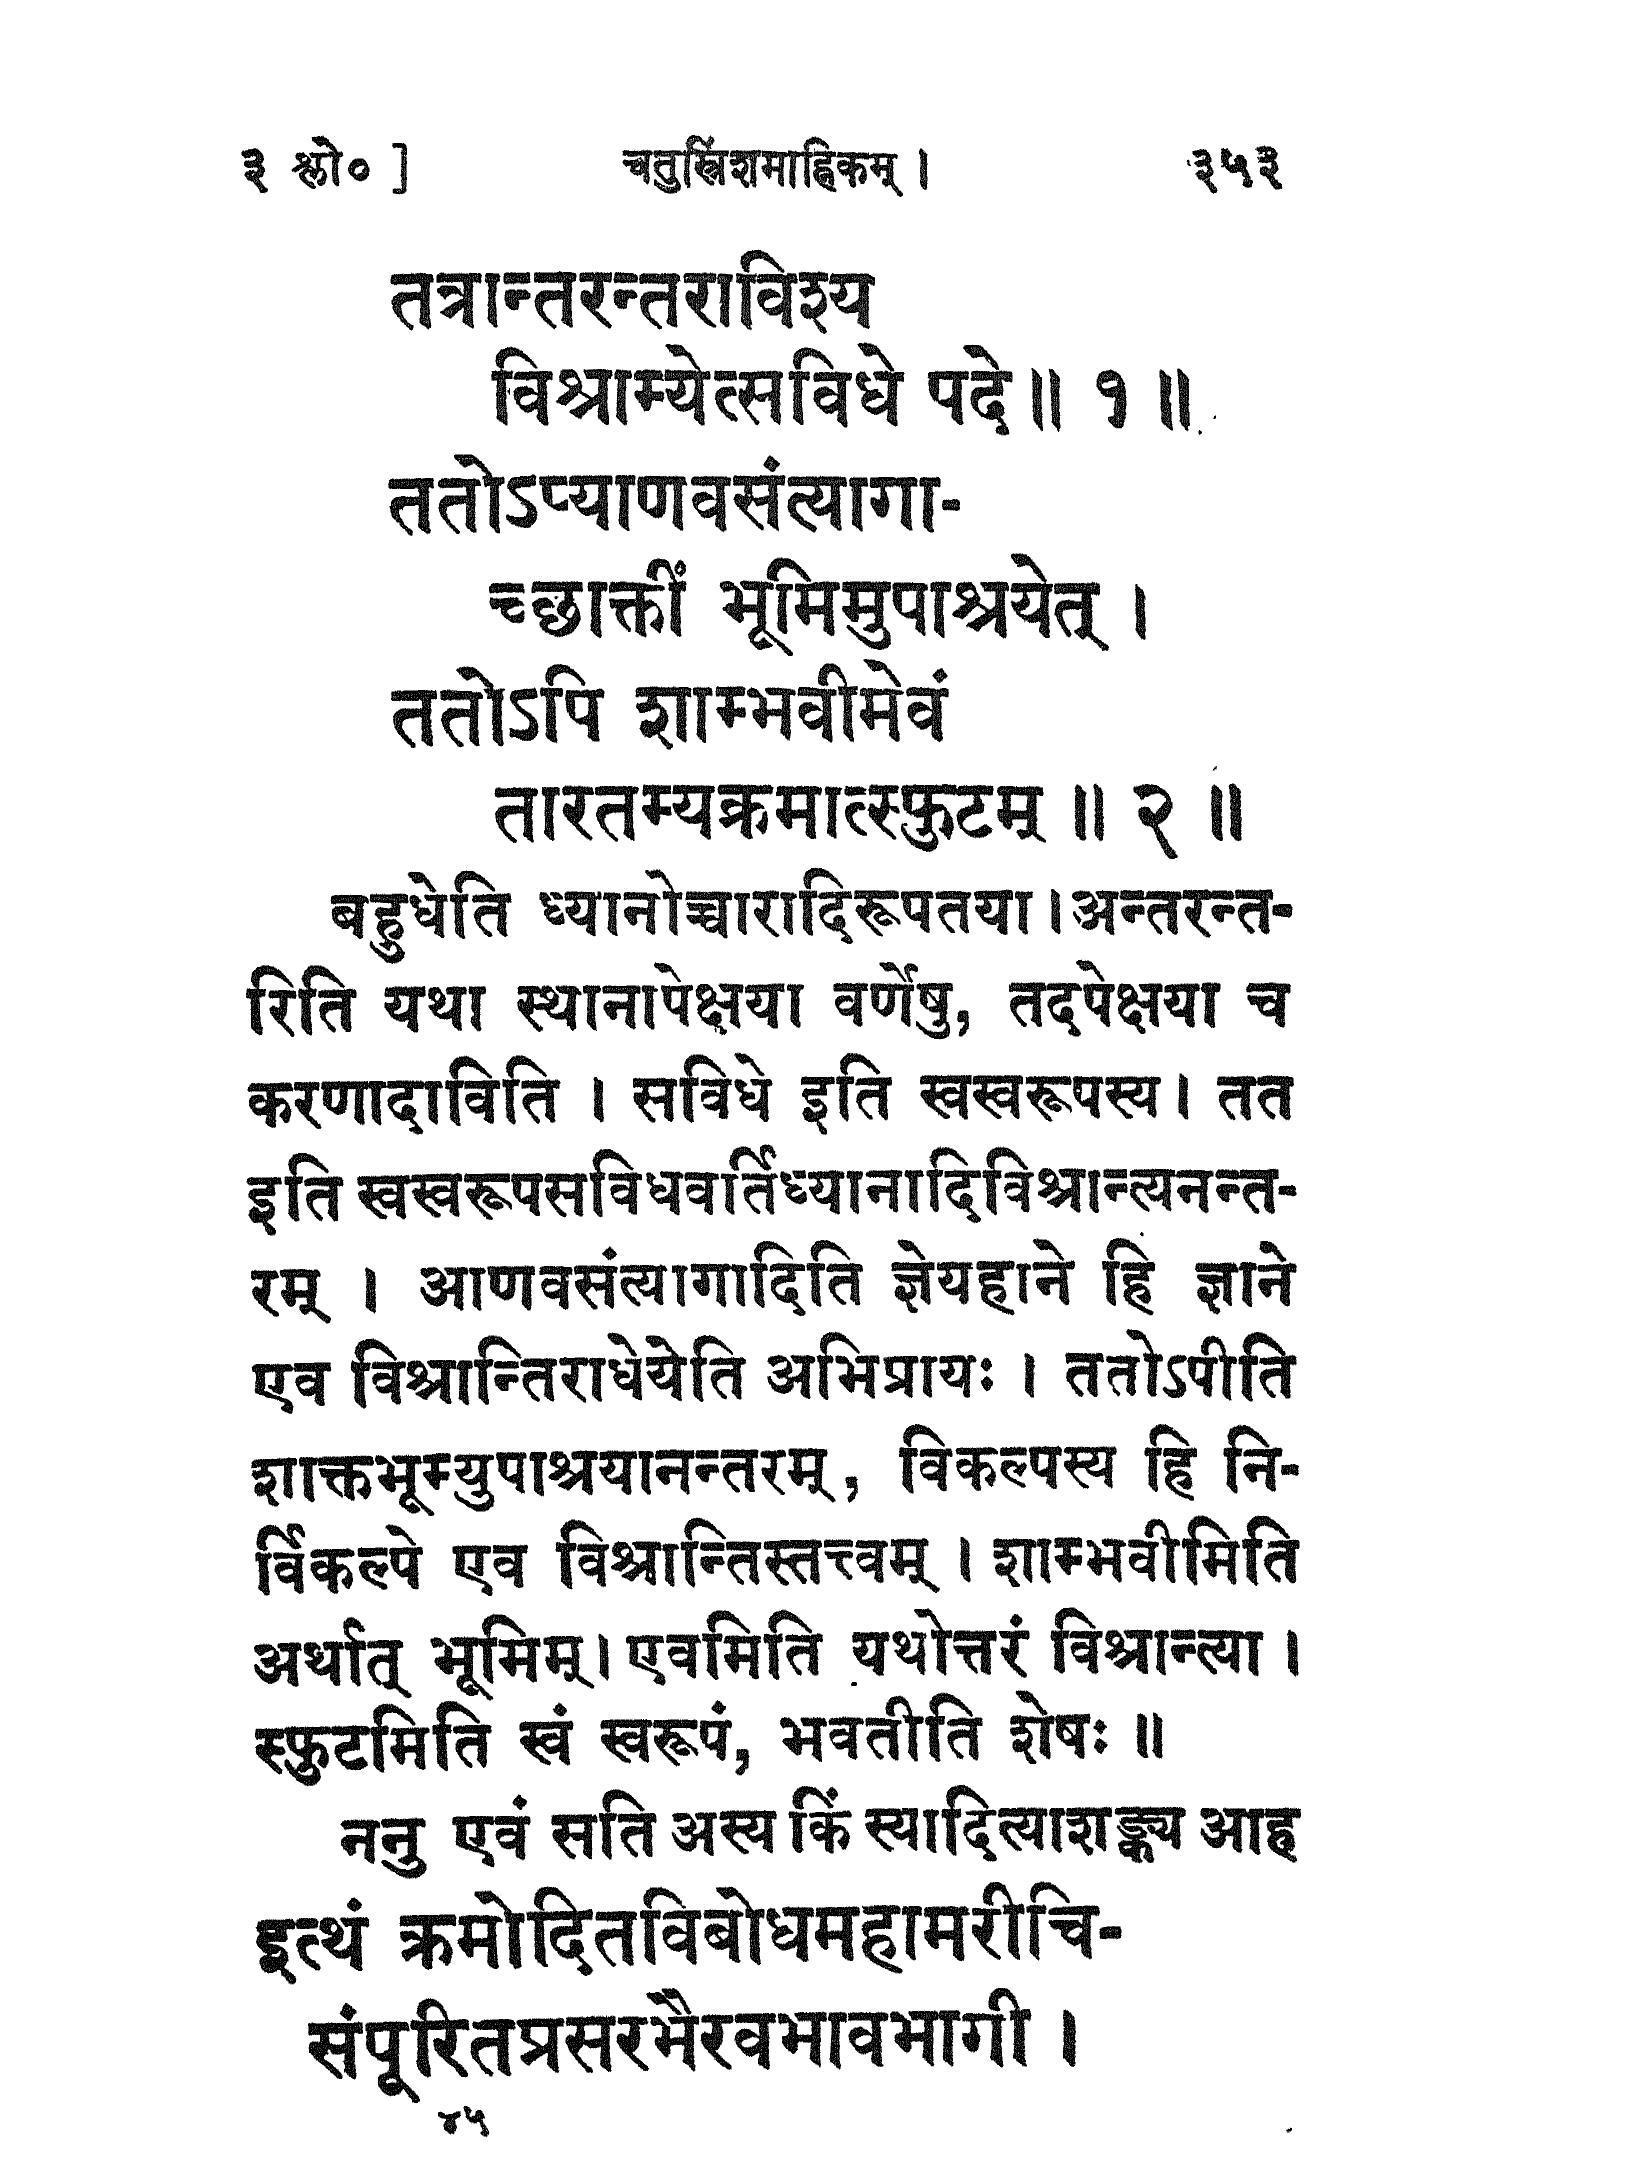 ३ श्लो० ] चतुस्त्रिंशमाह्निकम् । ३५३
तत्रान्तरन्तराविश्य
विश्राम्येत्सविधे पदे ॥ १ ॥
ततोऽप्याणवसंत्यागा-
च्छाक्तीं भूमिमुपाश्रयेत् ।
ततोऽपि शाम्भवीमेवं
तारतम्यक्रमात्स्फुटम् ॥ २ ॥
बहुधेति ध्यानोच्चारादिरूपतया । अन्तरन्त-
रिति यथा स्थानापेक्षया वर्णेषु, तदपेक्षया च
करणादाविति । सविधे इति स्वस्वरूपस्य । तत
इति स्वस्वरूपसविधवर्तिध्यानादिविश्रान्त्यनन्त-
रम् । आणवसंत्यागादिति ज्ञेयहाने हि ज्ञाने
एव विश्रान्तिराधेयेति अभिप्रायः । ततोऽपीति
शाक्तभूम्युपाश्रयानन्तरम्, विकल्पस्य हि नि-
र्विकल्पे एव विश्रान्तिस्तत्त्वम् । शाम्भवीमिति
अर्थात् भूमिम् । एवमिति यथोत्तरं विश्रान्त्या ।
स्फुटमिति स्वं स्वरूपं, भवतीति शेषः ॥
ननु एवं सति अस्य किं स्यादित्याशङ्क्य आह
इत्थं क्रमोदितविबोधमहामरीचि-
संपूरितप्रसरभैरवभावभागी ।
४५